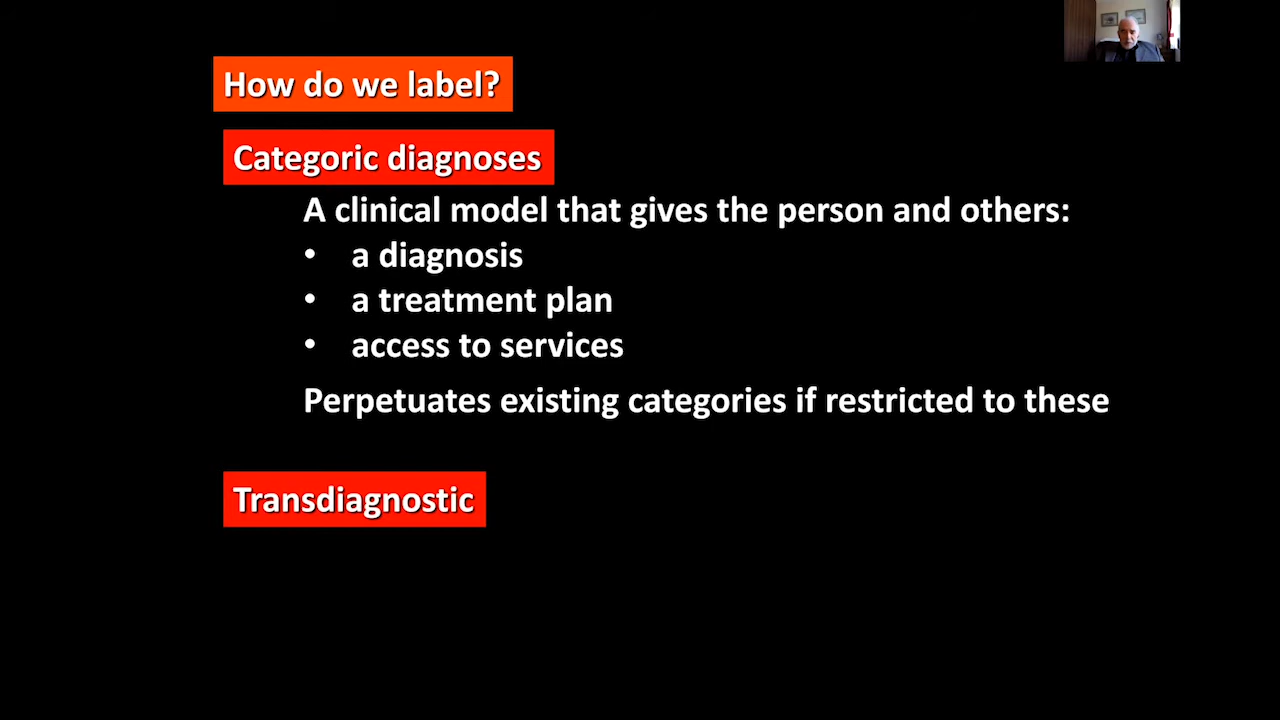 How do we label?
Categoric diagnoses
A clinical model that gives the person and others:
• a diagnosis
• a treatment plan
• access to services
Perpetuates existing categories if restricted to these
Transdiagnostic